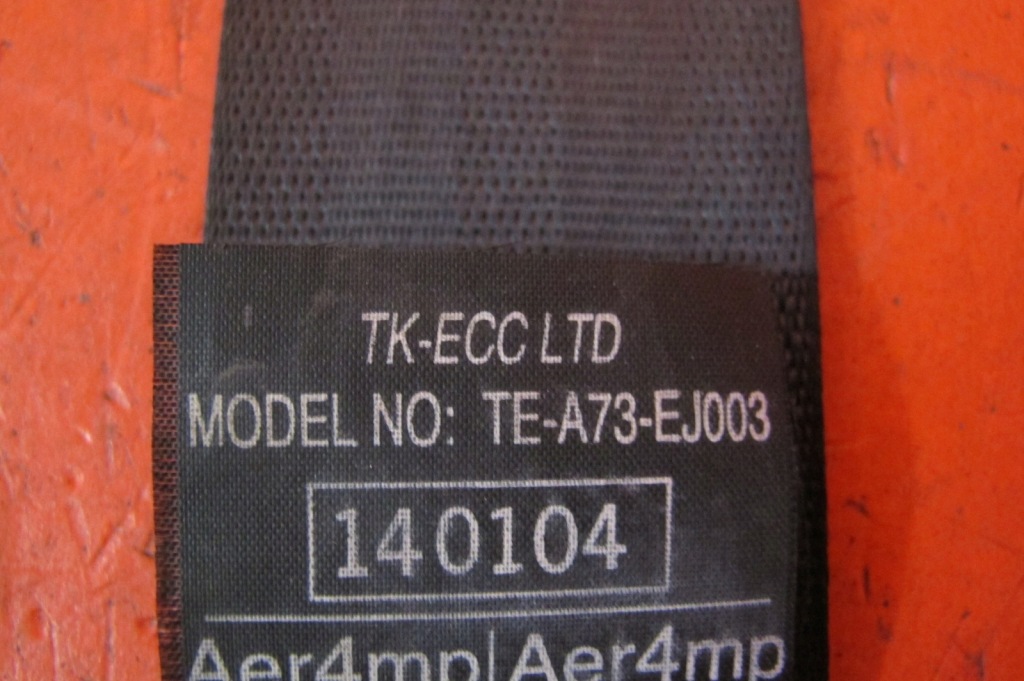 TK-ECC LTD
MODEL NO: TE-A73-EJ003
140104
Aer4mp|Aer4mp